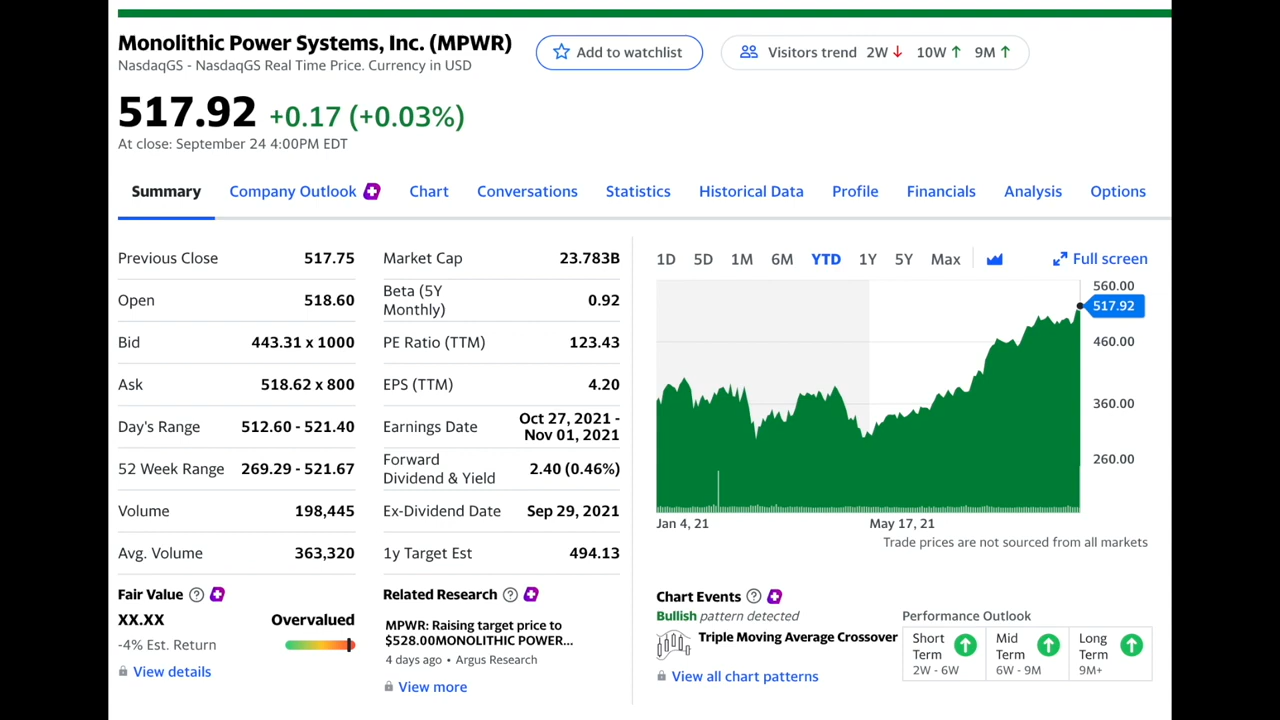 Monolithic Power Systems, Inc. (MPWR)
NasdaqGS - NasdaqGS Real Time Price. Currency in USD
Add to watchlist
Visitors trend 2W ↓ 10W ↑ 9M ↑
517.92 +0.17 (+0.03%)
At close: September 24 4:00PM EDT
Summary Company Outlook Chart Conversations Statistics Historical Data Profile Financials Analysis Options
Previous Close 517.75
Open 518.60
Bid 443.31 x 1000
Ask 518.62 x 800
Day's Range 512.60 - 521.40
52 Week Range 269.29 - 521.67
Volume 198,445
Avg. Volume 363,320
Market Cap 23.783B
Beta (5Y
Monthly) 0.92
PE Ratio (TTM) 123.43
EPS (TTM) 4.20
Earnings Date Oct 27, 2021 -
Nov 01, 2021
Forward
Dividend & Yield 2.40 (0.46%)
Ex-Dividend Date Sep 29, 2021
1y Target Est 494.13
1D 5D 1M 6M YTD 1Y 5Y Max
Full screen
560.00
517.92
460.00
360.00
260.00
Jan 4, 21 May 17, 21
Trade prices are not sourced from all markets
Fair Value
XX.XX Overvalued
-4% Est. Return
View details
Related Research
MPWR: Raising target price to
$528.00MONOLITHIC POWER...
4 days ago • Argus Research
View more
Chart Events
Bullish pattern detected
Triple Moving Average Crossover
View all chart patterns
Performance Outlook
Short
Term
2W - 6W
Mid
Term
6W - 9M
Long
Term
9M+